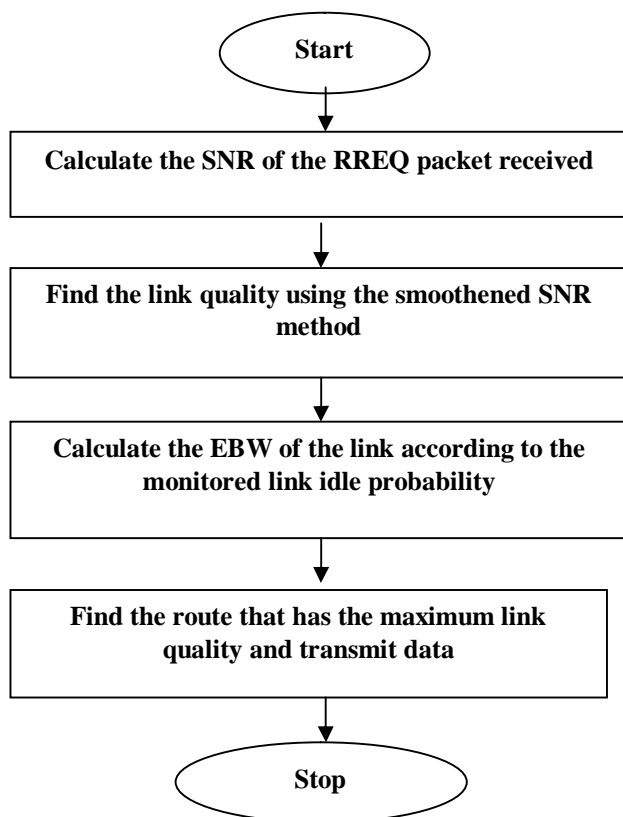 Start
Calculate the SNR of the RREQ packet received
Find the link quality using the smoothened SNR
method
Calculate the EBW of the link according to the
monitored link idle probability
Find the route that has the maximum link
quality and transmit data
Stop